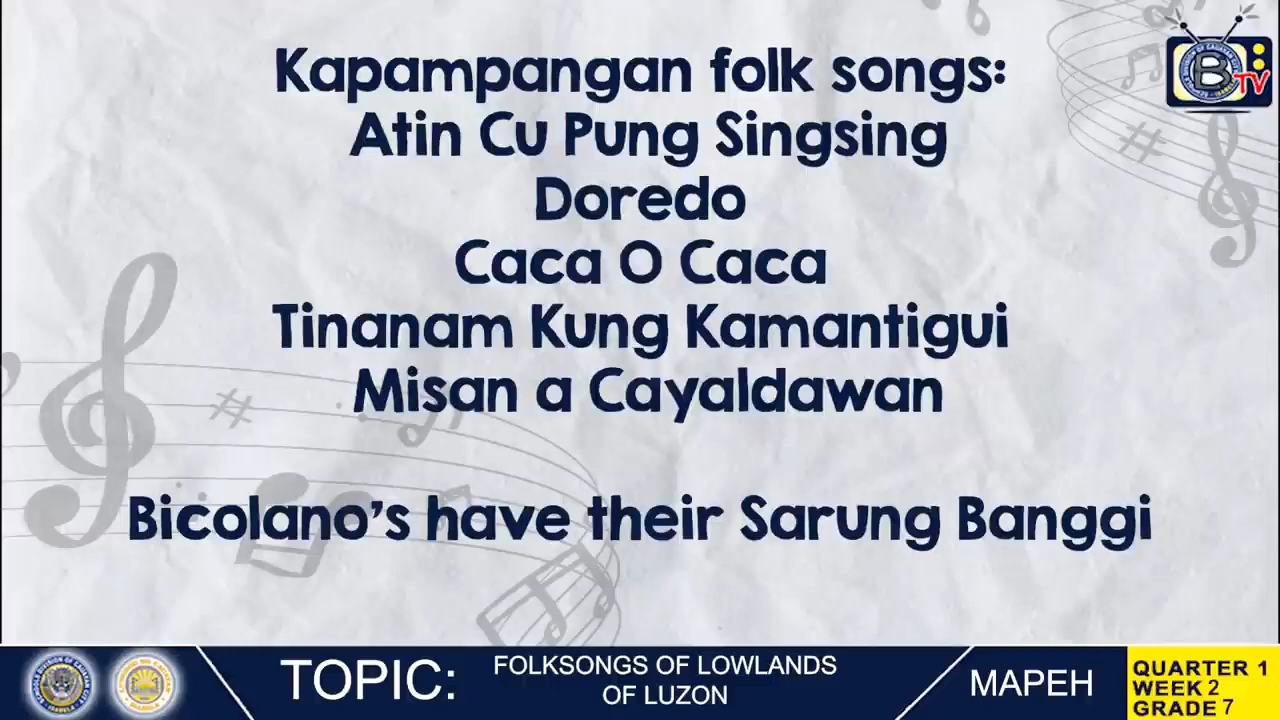 Kapampangan folk songs:
Atin Cu Pung Singsing
Doredo
Caca O Caca
Tinanam Kung Kamantigui
Misan a Cayaldawan
Bicolano's have their Sarung Banggi
B TV
TOPIC:
FOLKSONGS OF LOWLANDS
OF LUZON
MAPEH
QUARTER 1
WEEK 2
GRADE 7